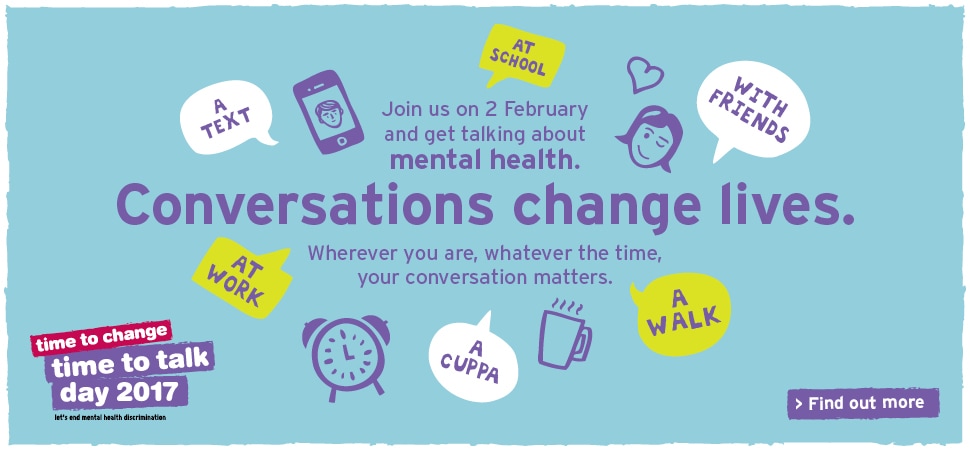 AT
SCHOOL
A
TEXT
WITH
FRIENDS
Join us on 2 February
and get talking about
mental health.
Conversations change lives.
Wherever you are, whatever the time,
your conversation matters.
AT
WORK
A
WALK
A
CUPPA
time to change
time to talk
day 2017
let's end mental health discrimination
> Find out more